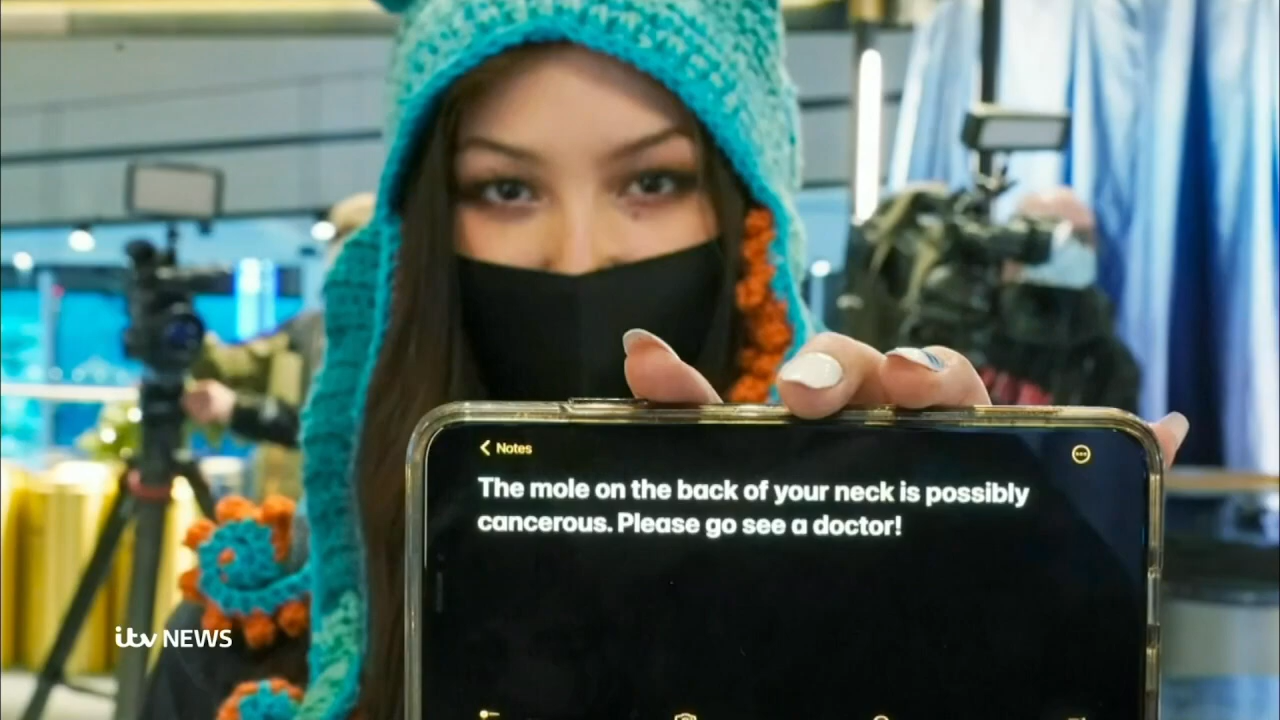 Notes
The mole on the back of your neck is possibly
cancerous. Please go see a doctor!
itv NEWS